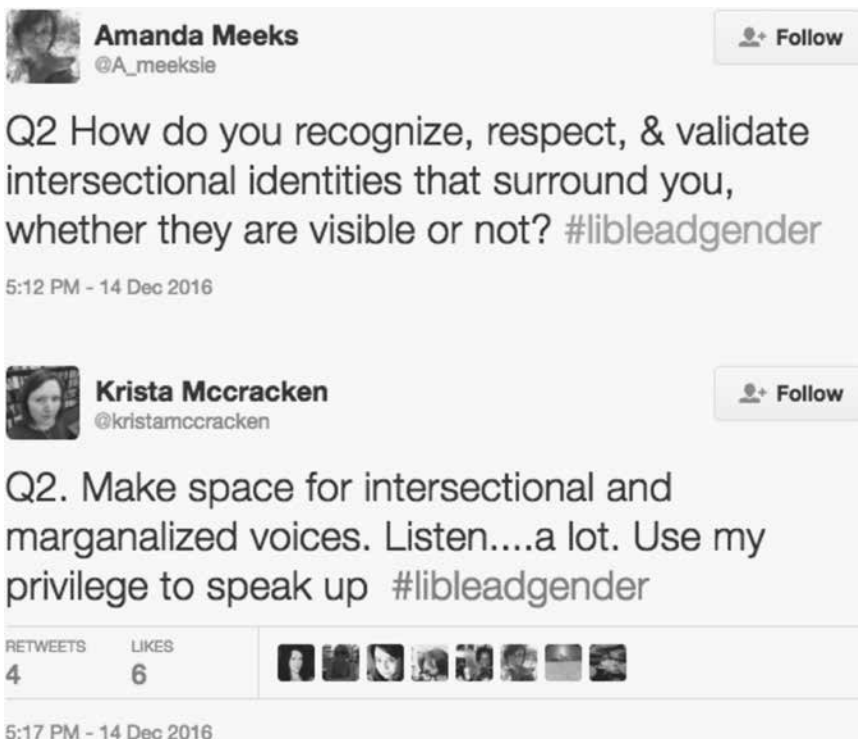 Amanda Meeks
Follow
@A_meeksie
Q2 How do you recognize, respect, & validate
intersectional identities that surround you,
whether they are visible or not? #libleadgender
5:12 PM - 14 Dec 2016
Krista Mccracken
Follow
@kristamccracken
Q2. Make space for intersectional and
marganalized voices. Listen....a lot. Use my
privilege to speak up #libleadgender
RETWEETS LIKES
4 6
5:17 PM - 14 Dec 2016